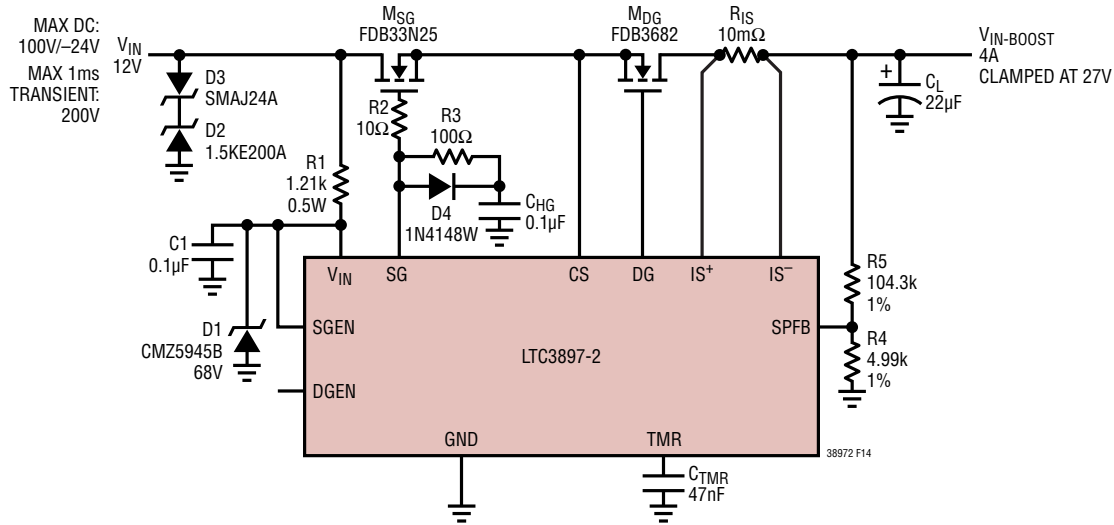 MAX DC:
100V/–24V
MAX 1ms
TRANSIENT:
200V
VIN
12V
D3
SMAJ24A
D2
1.5KE200A
R1
1.21k
0.5W
MSG
FDB33N25
R2
10Ω
R3
100Ω
D4
1N4148W
CHG
0.1µF
MDG
FDB3682
RIS
10mΩ
VIN-BOOST
4A
CLAMPED AT 27V
+
CL
22µF
C1
0.1µF
D1
CMZ5945B
68V
VIN
SG
CS
DG
IS+
IS–
SGEN
DGEN
SPFB
LTC3897-2
GND
TMR
R5
104.3k
1%
R4
4.99k
1%
CTMR
47nF
38972 F14